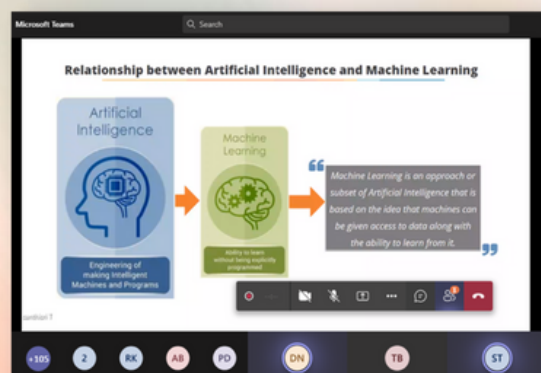 Microsoft Teams
Search
Relationship between Artificial Intelligence and Machine Learning
Artificial
Intelligence
Engineering of
making Intelligent
Machines and Programs
Machine
Learning
Ability to learn
without being explicitly
programmed
“
Machine Learning is an approach or
subset of Artificial Intelligence that is
based on the idea that machines can
be given access to data along with
the ability to learn from it.
”
+105
2
RK
AB
PD
DN
TB
ST